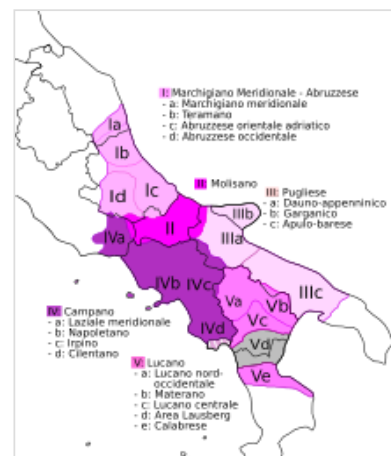 I: Marchigiano Meridionale - Abruzzese
- a: Marchigiano meridionale
- b: Teramano
- c: Abruzzese orientale adriatico
- d: Abruzzese occidentale
Ia
Ib
Ic
Id
II: Molisano
III: Pugliese
- a: Dauno-appenninico
- b: Garganico
- c: Apulo-barese
II
IIIb
IIIa
IVa
IVb
IVc
IIIc
Va
Vb
Vc
IVd
Vd
Ve
IV: Campano
- a: Laziale meridionale
- b: Napoletano
- c: Irpino
- d: Cilentano
V: Lucano
- a: Lucano nord-
occidentale
- b: Materano
- c: Lucano centrale
- d: Area Lausberg
- e: Calabrese